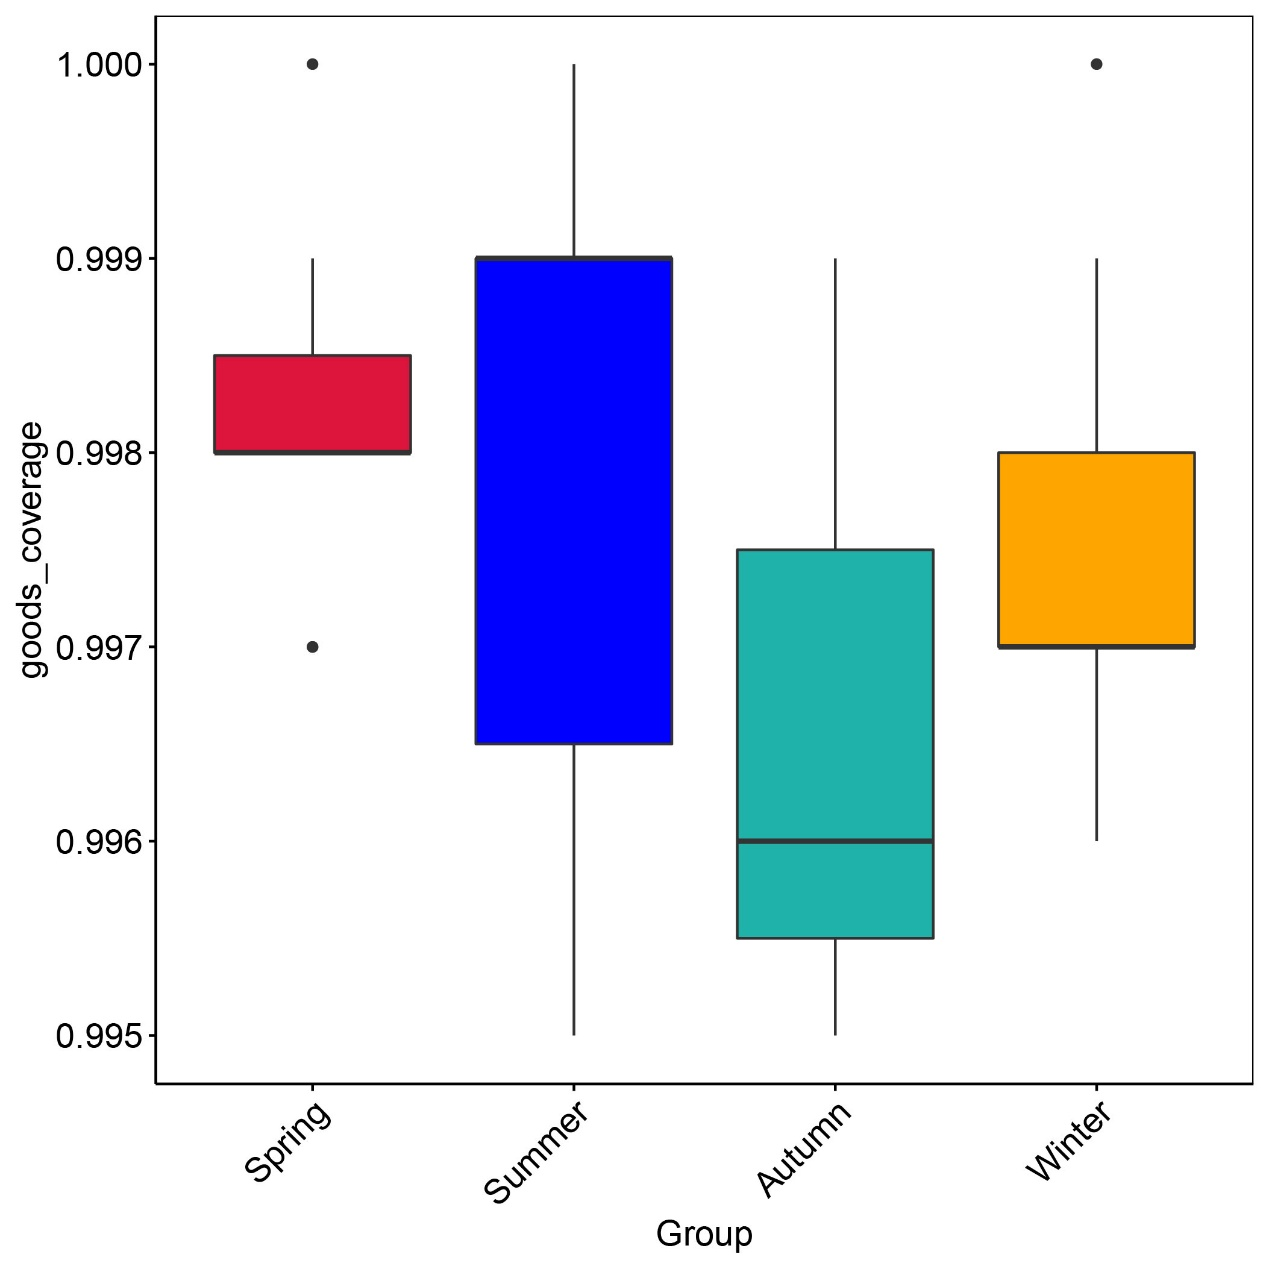 goods_coverage
1.000
0.999
0.998
0.997
0.996
0.995
Spring
Summer
Autumn
Winter
Group